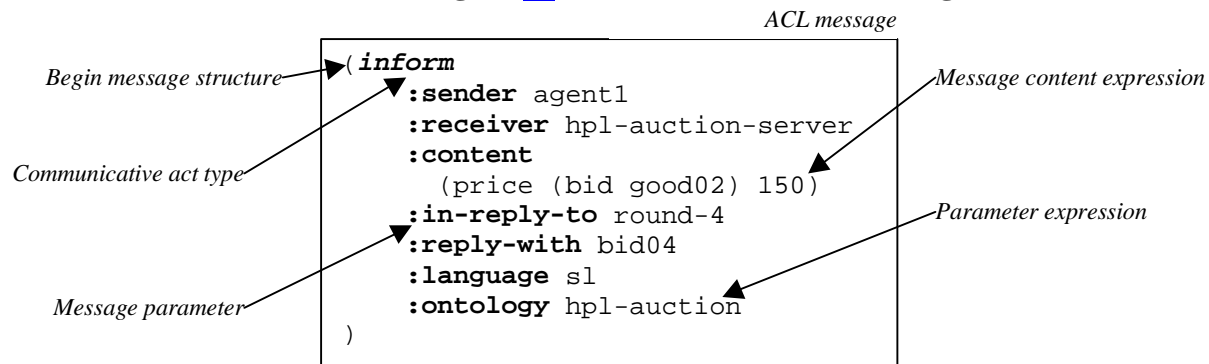 ACL message
Begin message structure
(inform
:sender agent1
:receiver hpl-auction-server
:content
(price (bid good02) 150)
:in-reply-to round-4
:reply-with bid04
:language sl
:ontology hpl-auction
)
Message content expression
Communicative act type
Parameter expression
Message parameter